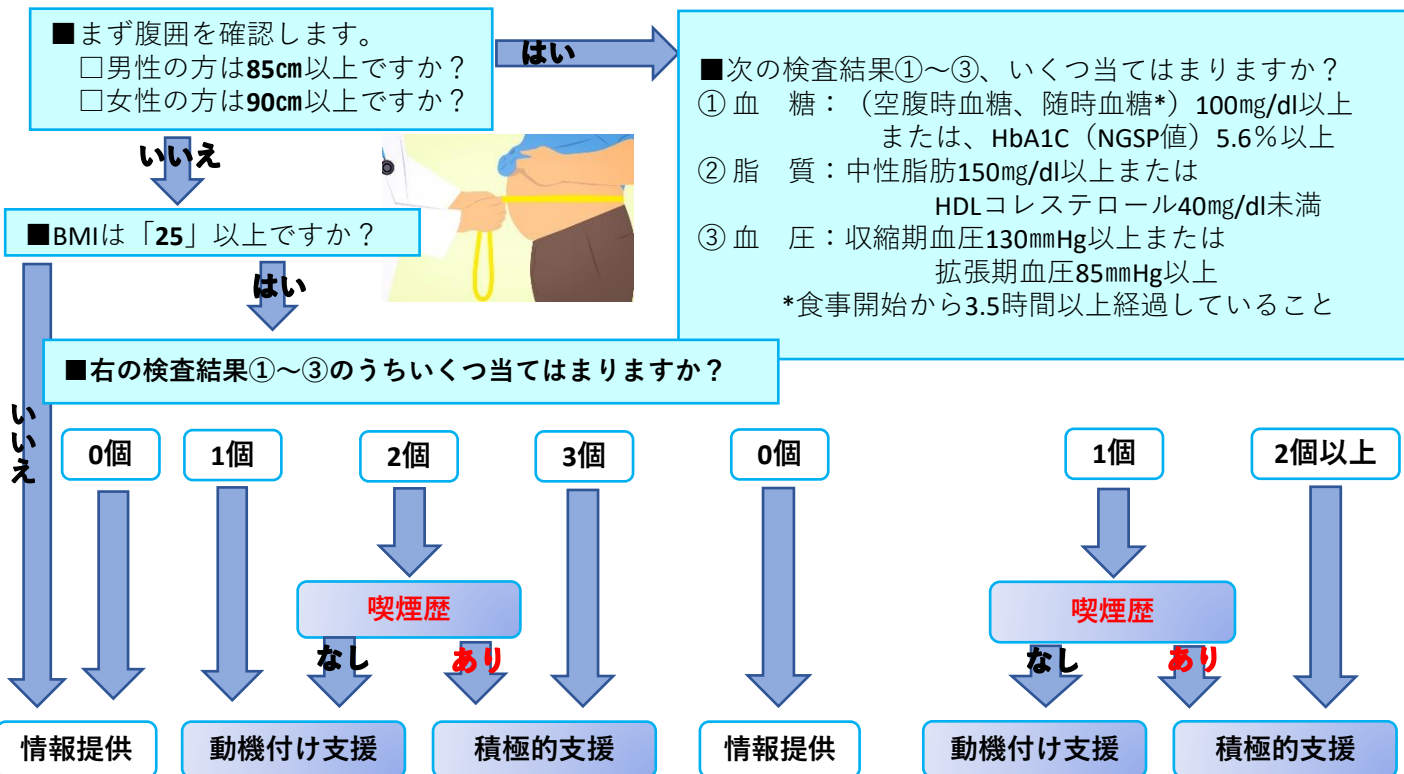 ■まず腹囲を確認します。
□男性の方は85㎝以上ですか？
□女性の方は90㎝以上ですか？
はい
■次の検査結果①～③、いくつ当てはまりますか？
① 血　糖：（空腹時血糖、随時血糖*）100㎎/dl以上
または、HbA1C（NGSP値）5.6％以上
② 脂　質：中性脂肪150㎎/dl以上または
HDLコレステロール40㎎/dl未満
③ 血　圧：収縮期血圧130㎜Hg以上または
拡張期血圧85㎜Hg以上
*食事開始から3.5時間以上経過していること
いいえ
■BMIは「25」以上ですか？
はい
■右の検査結果①～③のうちいくつ当てはまりますか？
いいえ
0個
1個
2個
3個
0個
1個
2個以上
喫煙歴
なし
あり
喫煙歴
なし
あり
情報提供
動機付け支援
積極的支援
情報提供
動機付け支援
積極的支援